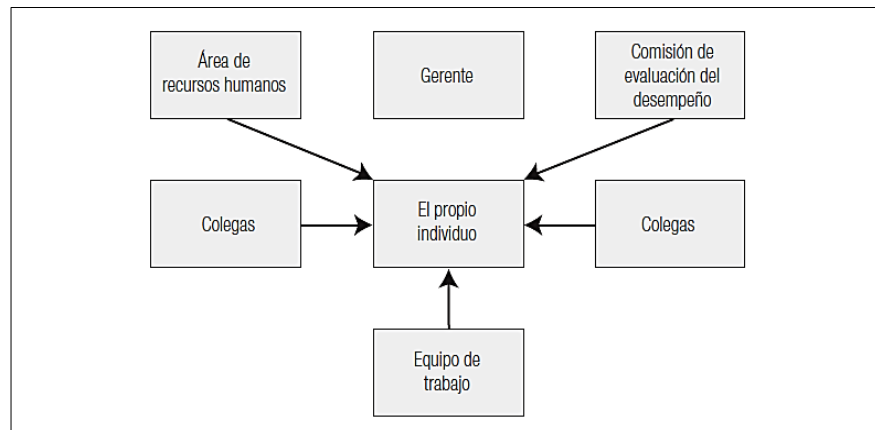 Área de
recursos humanos
Gerente
Comisión de
evaluación del
desempeño
Colegas
El propio
individuo
Colegas
Equipo de
trabajo